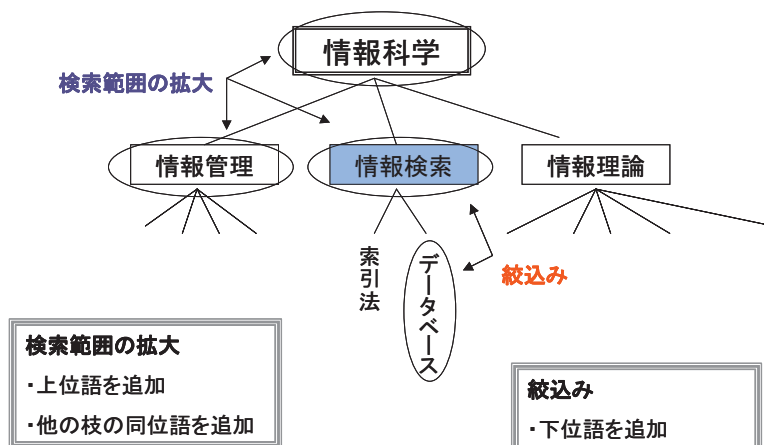 情報科学
検索範囲の拡大
情報管理
情報検索
情報理論
索引法
データベース
絞込み
検索範囲の拡大
・上位語を追加
・他の枝の同位語を追加
絞込み
・下位語を追加